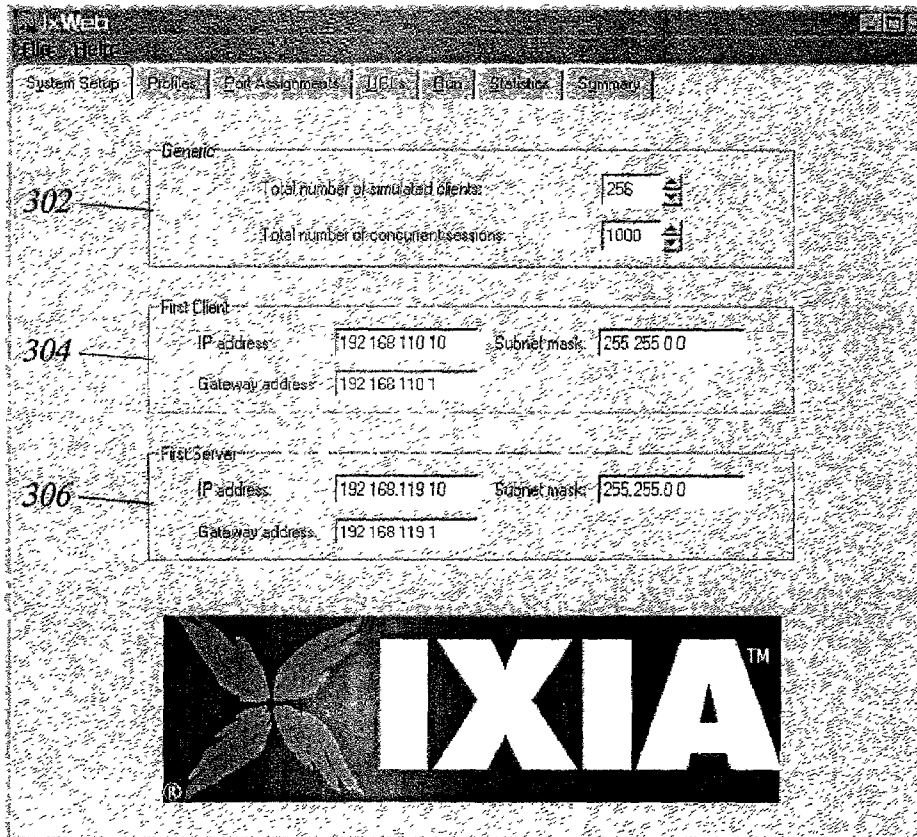 IxWeb
File Help
System Setup Profiles Port Assignments URLs Run Statistics Summary
Generic
302
Total number of simulated clients: 256
Total number of concurrent sessions: 1000
First Client
304
IP address: 192 168 110 10 Subnet mask: 255 255 0 0
Gateway address: 192 168 110 1
First Server
306
IP address: 192 168 119 10 Subnet mask: 255.255.0 0
Gateway address: 192 168 119 1
IXIA™
®